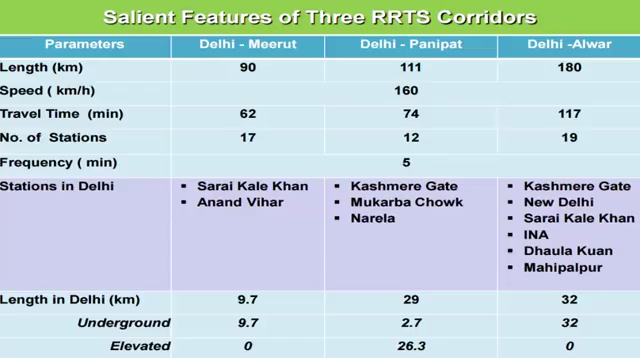 Salient Features of Three RRTS Corridors
Parameters Delhi - Meerut Delhi - Panipat Delhi -Alwar
Length (km) 90 111 180
Speed ( km/h) 160
Travel Time (min) 62 74 117
No. of Stations 17 12 19
Frequency ( min) 5
Stations in Delhi ▪ Sarai Kale Khan ▪ Kashmere Gate ▪ Kashmere Gate
▪ Anand Vihar ▪ Mukarba Chowk ▪ New Delhi
▪ Narela ▪ Sarai Kale Khan
▪ INA
▪ Dhaula Kuan
▪ Mahipalpur
Length in Delhi (km) 9.7 29 32
Underground 9.7 2.7 32
Elevated 0 26.3 0